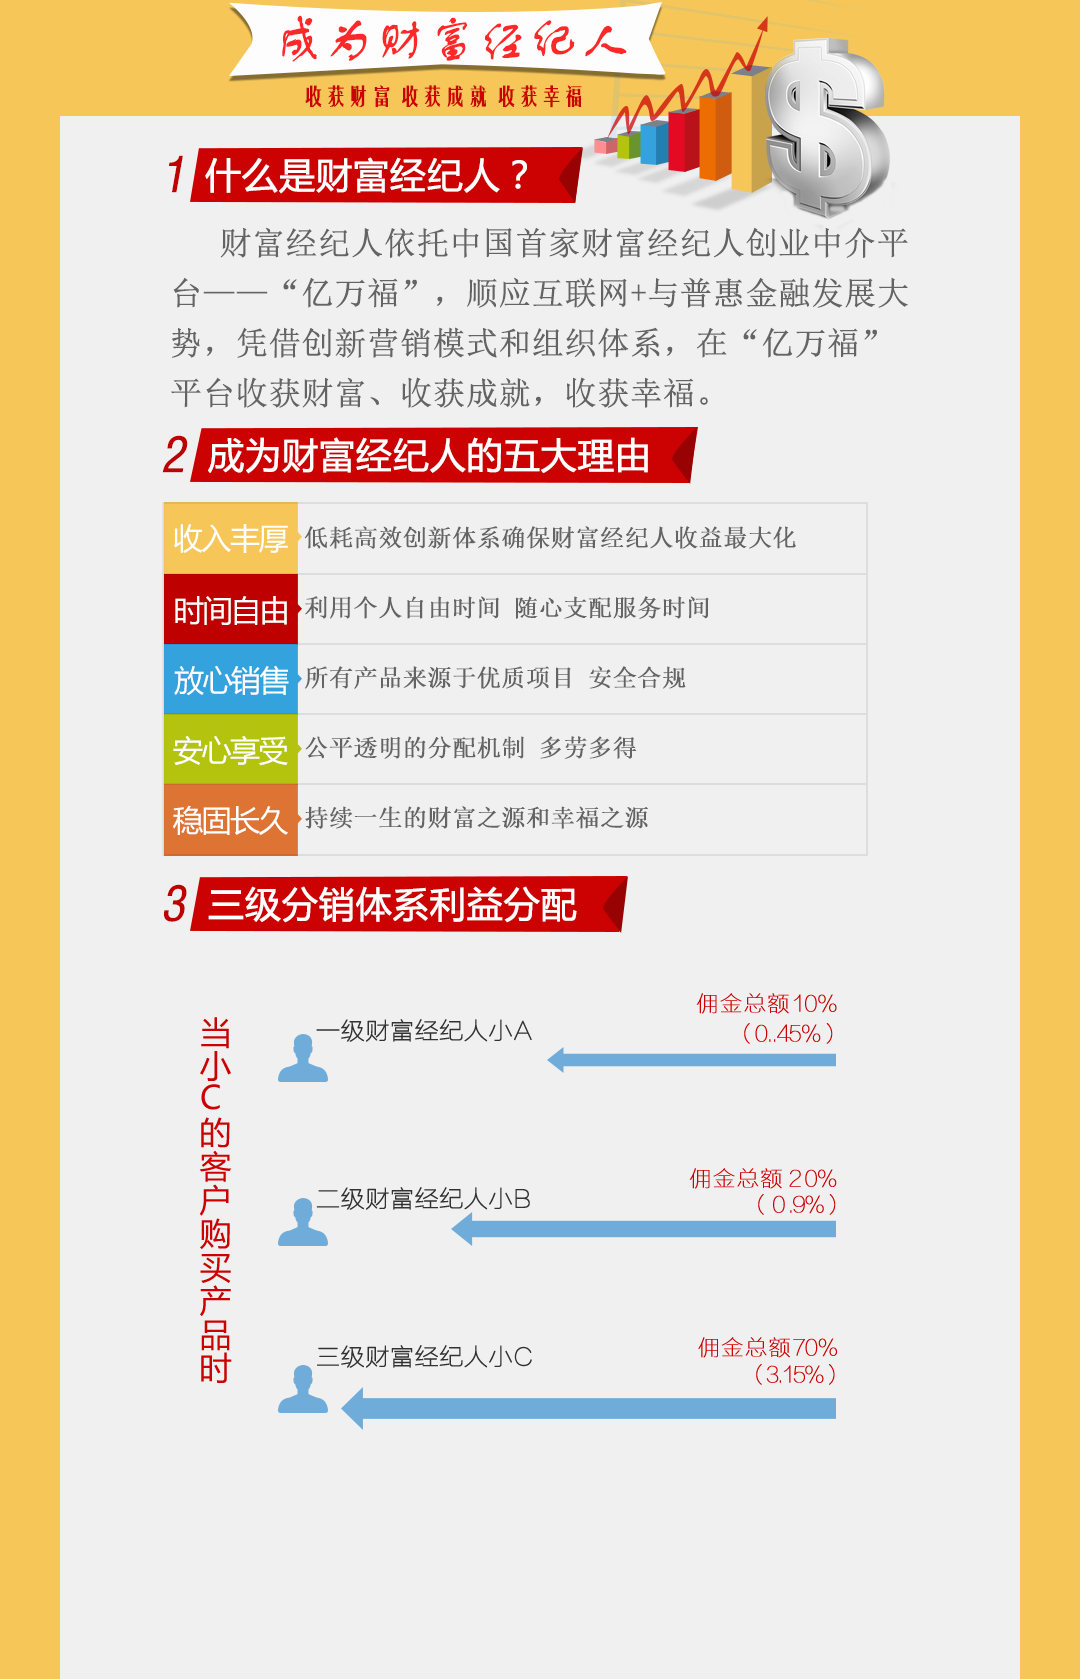 成为财富经纪人
收获财富 收获成就 收获幸福
1 什么是财富经纪人？
财富经纪人依托中国首家财富经纪人创业中介平
台——“亿万福”，顺应互联网+与普惠金融发展大
势，凭借创新营销模式和组织体系，在“亿万福”
平台收获财富、收获成就，收获幸福。
2 成为财富经纪人的五大理由
收入丰厚 低耗高效创新体系确保财富经纪人收益最大化
时间自由 利用个人自由时间 随心支配服务时间
放心销售 所有产品来源于优质项目 安全合规
安心享受 公平透明的分配机制 多劳多得
稳固长久 持续一生的财富之源和幸福之源
3 三级分销体系利益分配
当小C的客户购买产品时
一级财富经纪人小A
佣金总额10%
（0..45%）
二级财富经纪人小B
佣金总额 20%
（ 0.9%）
三级财富经纪人小C
佣金总额70%
（3.15%）